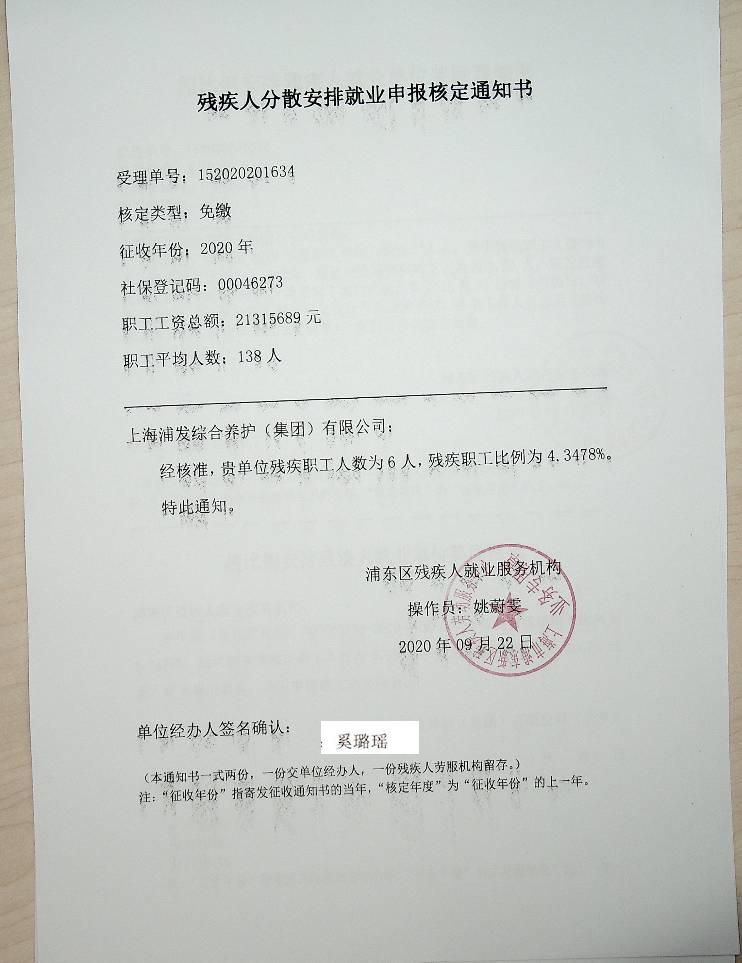 残疾人分散安排就业申报核定通知书
受理单号：152020201634
核定类型：免缴
征收年份：2020 年
社保登记码：00046273
职工工资总额：21315689 元
职工平均人数：138 人
上海浦发综合养护（集团）有限公司：
经核准，贵单位残疾职工人数为 6 人，残疾职工比例为 4.3478%。
特此通知。
浦东区残疾人就业服务机构
操作员：姚蔚雯
2020 年 09 月 22 日
业务专用章
单位经办人签名确认：
奚璐瑶
（本通知书一式两份，一份交单位经办人，一份残疾人劳服机构留存。）
注：“征收年份”指寄发征收通知书的当年，“核定年度”为“征收年份”的上一年。